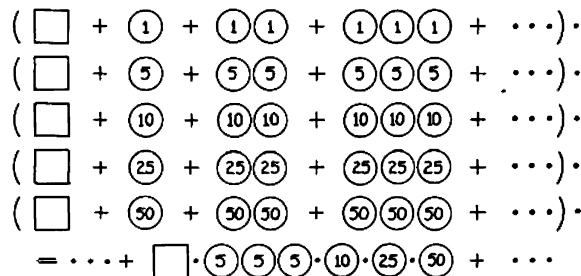 ( □ + ① + ①① + ①①① + ···)·
( □ + ⑤ + ⑤⑤ + ⑤⑤⑤ + ···)·
( □ + ⑩ + ⑩⑩ + ⑩⑩⑩ + ···)·
( □ + ㉕ + ㉕㉕ + ㉕㉕㉕ + ···)·
( □ + ㊿ + ㊿㊿ + ㊿㊿㊿ + ···)·
= ··· + □·⑤⑤⑤·⑩·㉕·㊿ + ···